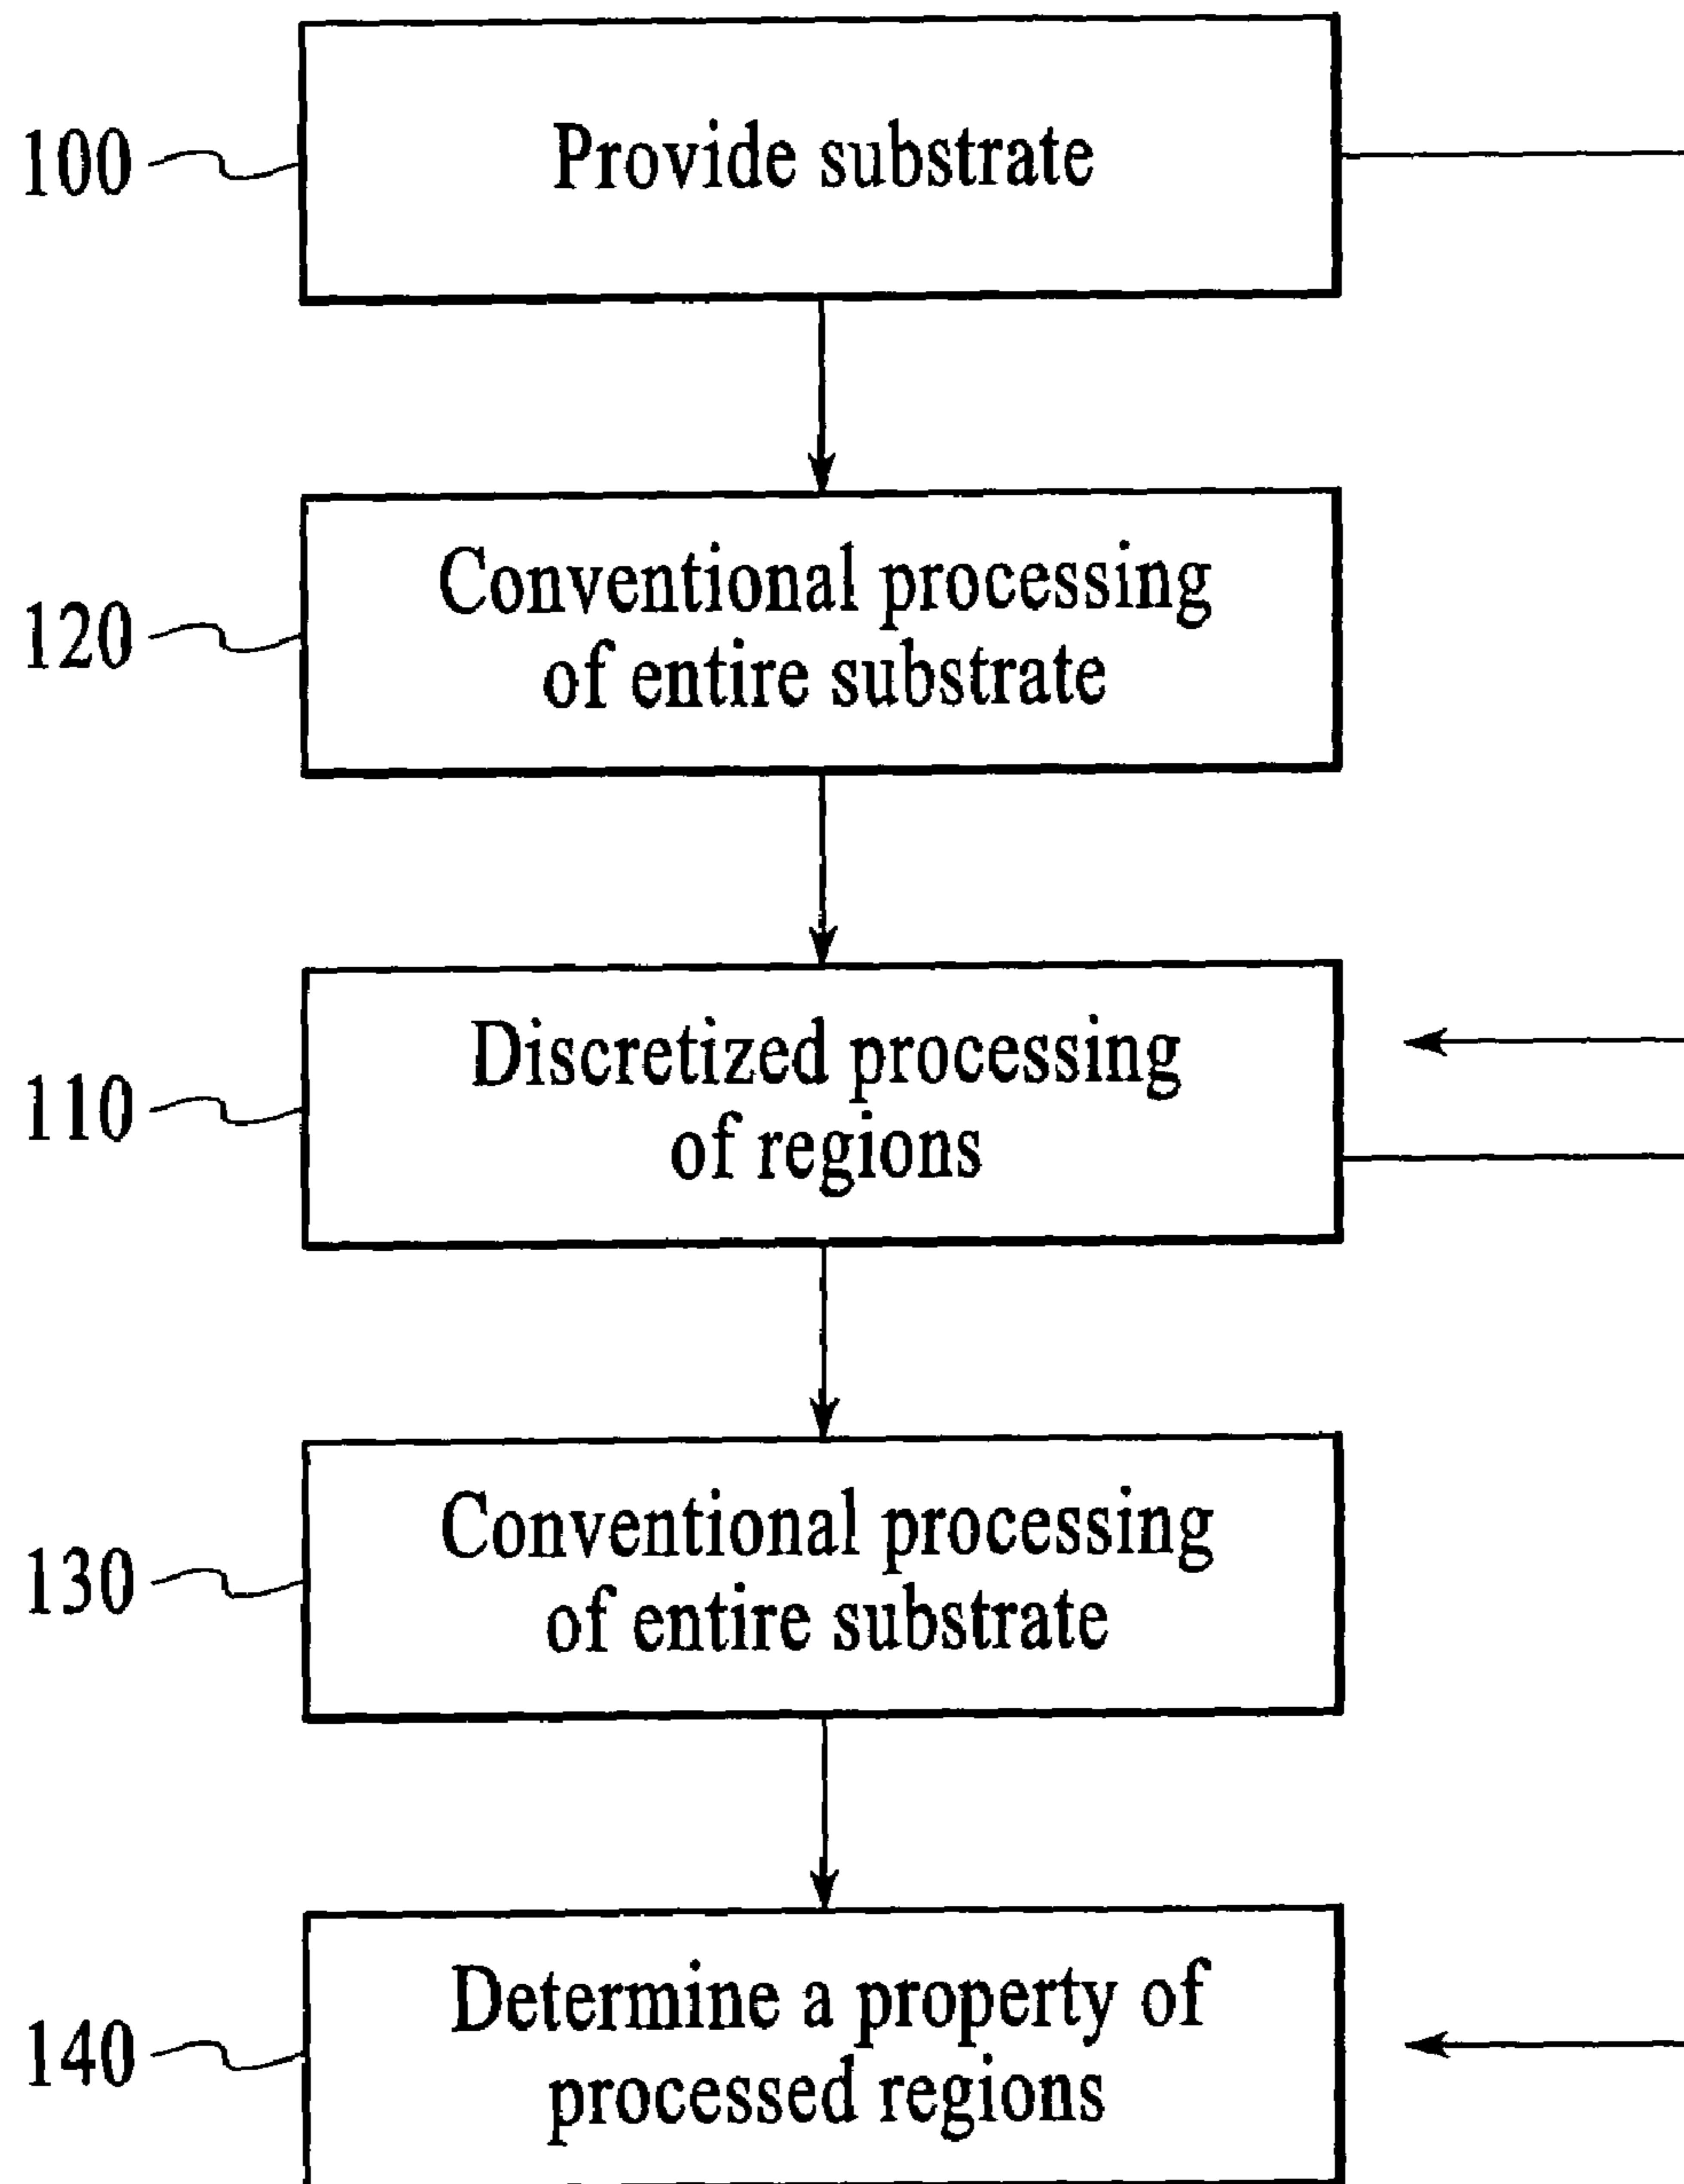 100
Provide substrate
120
Conventional processing
of entire substrate
110
Discretized processing
of regions
130
Conventional processing
of entire substrate
140
Determine a property of
processed regions